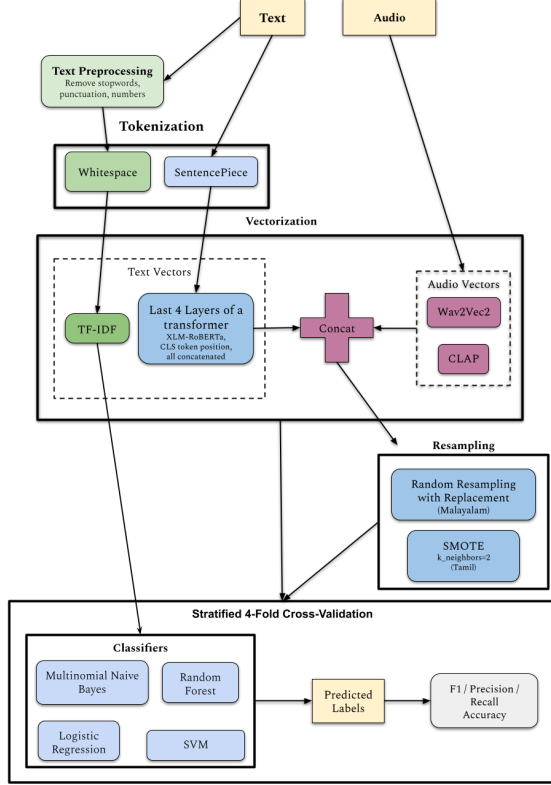 Text
Audio
Text Preprocessing
Remove stopwords,
punctuation, numbers
Tokenization
Whitespace
SentencePiece
Vectorization
Text Vectors
TF-IDF
Last 4 Layers of a
transformer
XLM-RoBERTa,
CLS token position,
all concatenated
Concat
Audio Vectors
Wav2Vec2
CLAP
Resampling
Random Resampling
with Replacement
(Malayalam)
SMOTE
k_neighbors=2
(Tamil)
Stratified 4-Fold Cross-Validation
Classifiers
Multinomial Naive
Bayes
Random
Forest
Logistic
Regression
SVM
Predicted
Labels
F1 / Precision /
Recall
Accuracy